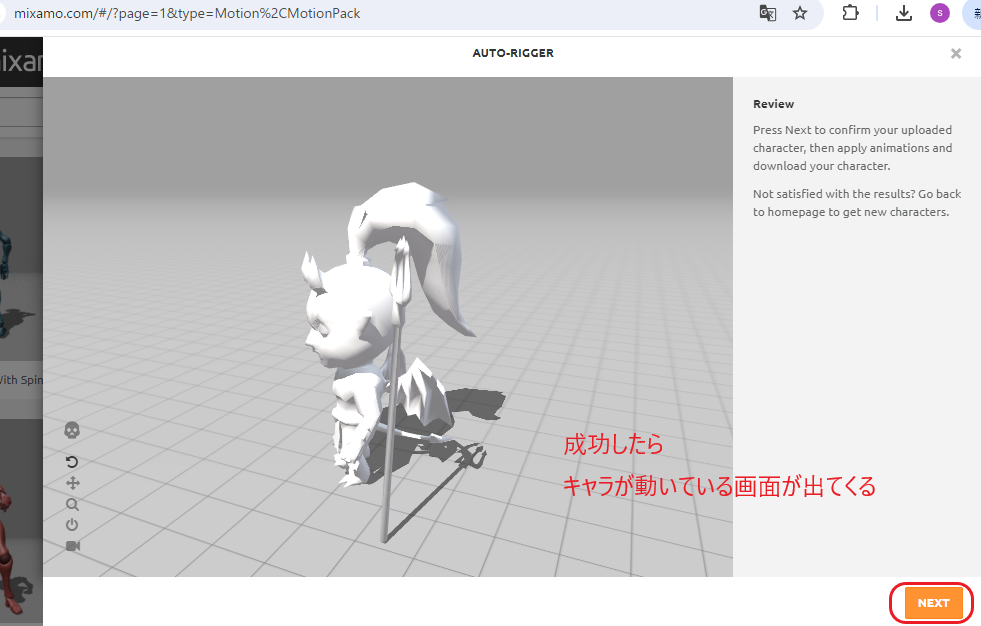 mixamo.com/#/?page=1&type=Motion%2CMotionPack
S
新
ixar
AUTO-RIGGER
Review
Press Next to confirm your uploaded
character, then apply animations and
download your character.
Not satisfied with the results? Go back
to homepage to get new characters.
With Spin
成功したら
キャラが動いている画面が出てくる
NEXT